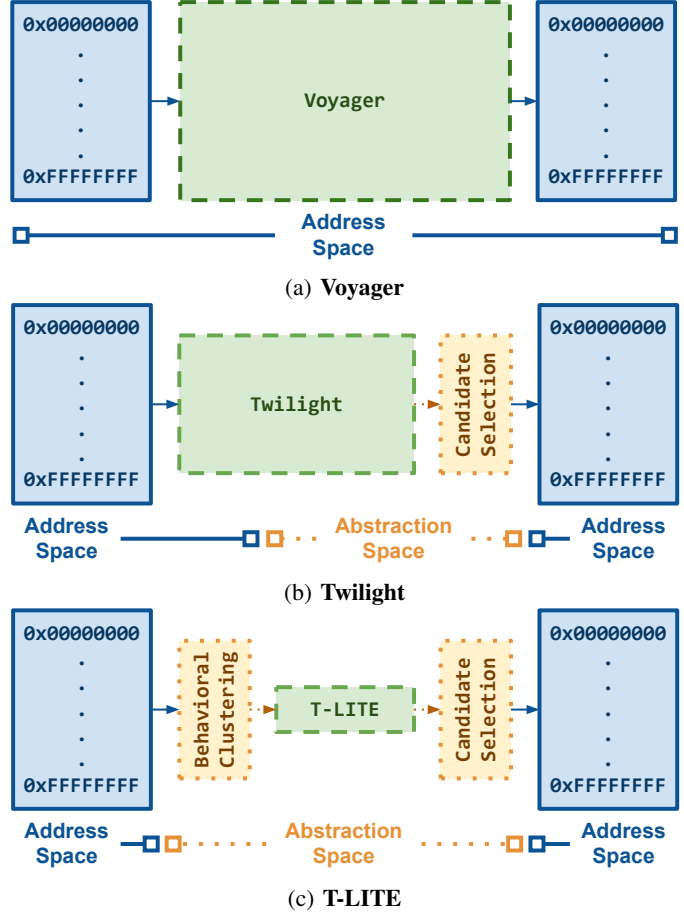 0x00000000
0x00000000
.
.
.
.
.
.
Voyager
.
.
.
.
0xFFFFFFFF
0xFFFFFFFF
Address
Space
(a) Voyager
0x00000000
0x00000000
.
.
.
.
Twilight
Candidate
Selection
.
.
.
.
.
.
0xFFFFFFFF
0xFFFFFFFF
Address
Space
Abstraction
Space
Address
Space
(b) Twilight
0x00000000
0x00000000
.
.
.
.
Behavioral
Clustering
T-LITE
Candidate
Selection
.
.
.
.
.
.
0xFFFFFFFF
0xFFFFFFFF
Address
Space
Abstraction
Space
Address
Space
(c) T-LITE